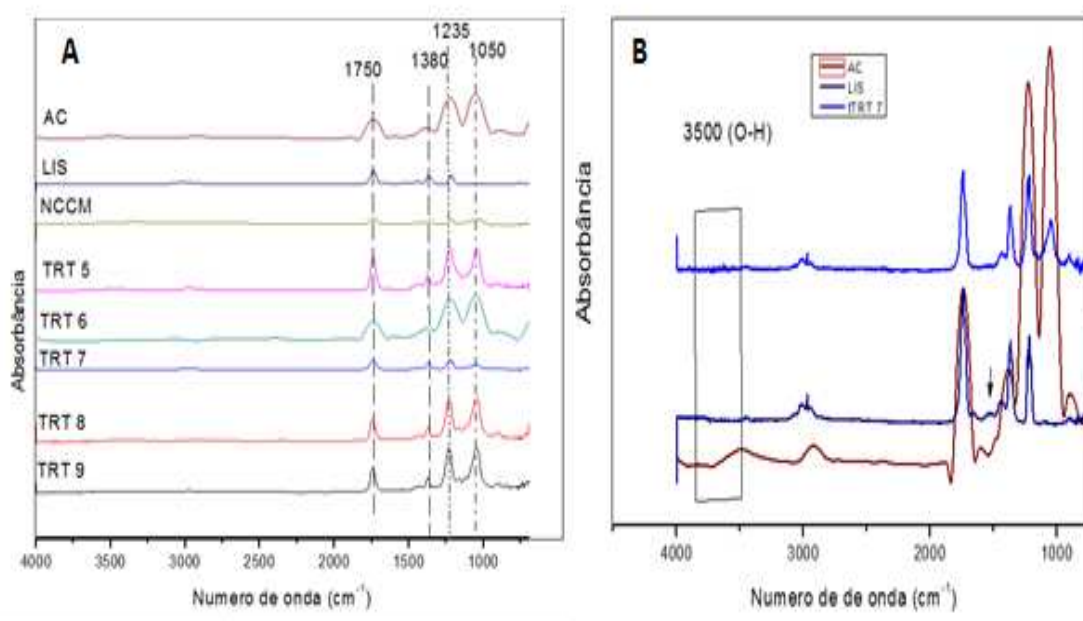 A
1235
1750
1380
1050
AC
LIS
NCCM
TRT 5
TRT 6
TRT 7
TRT 8
TRT 9
Absorbância
4000 3500 3000 2500 2000 1500 1000
Numero de onda (cm⁻¹)
B
AC
LIS
fTRT 7
3500 (O-H)
Absorbância
4000 3000 2000 1000
Numero de de onda (cm⁻¹)